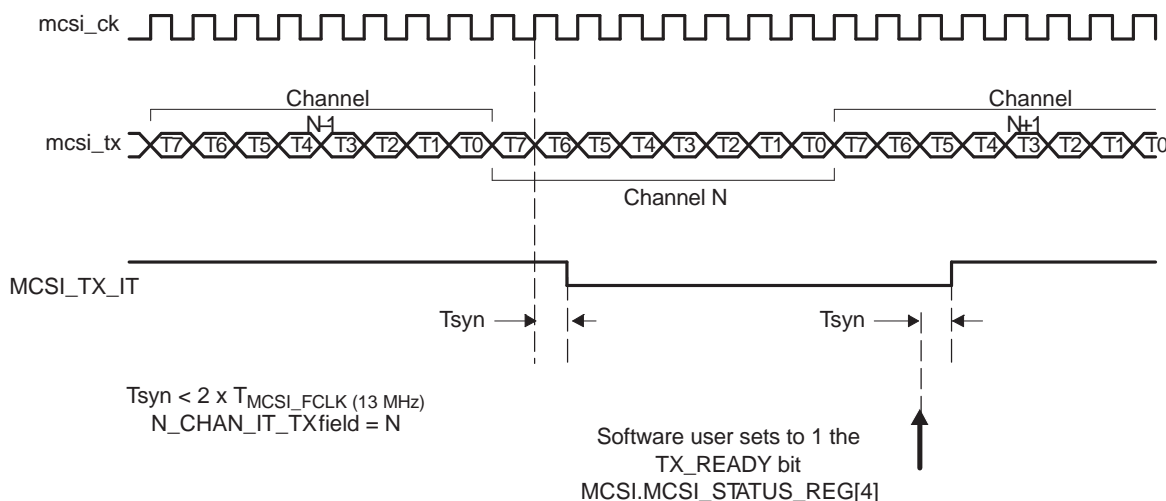 mcsi_ck
Channel
N-1
Channel
N+1
mcsi_tx
T7 T6 T5 T4 T3 T2 T1 T0 T7 T6 T5 T4 T3 T2 T1 T0 T7 T6 T5 T4 T3 T2 T1 T0
Channel N
MCSI_TX_IT
Tsyn
Tsyn
Tsyn < 2 x TMCSI_FCLK (13 MHz)
N_CHAN_IT_TXfield = N
Software user sets to 1 the
TX_READY bit
MCSI.MCSI_STATUS_REG[4]